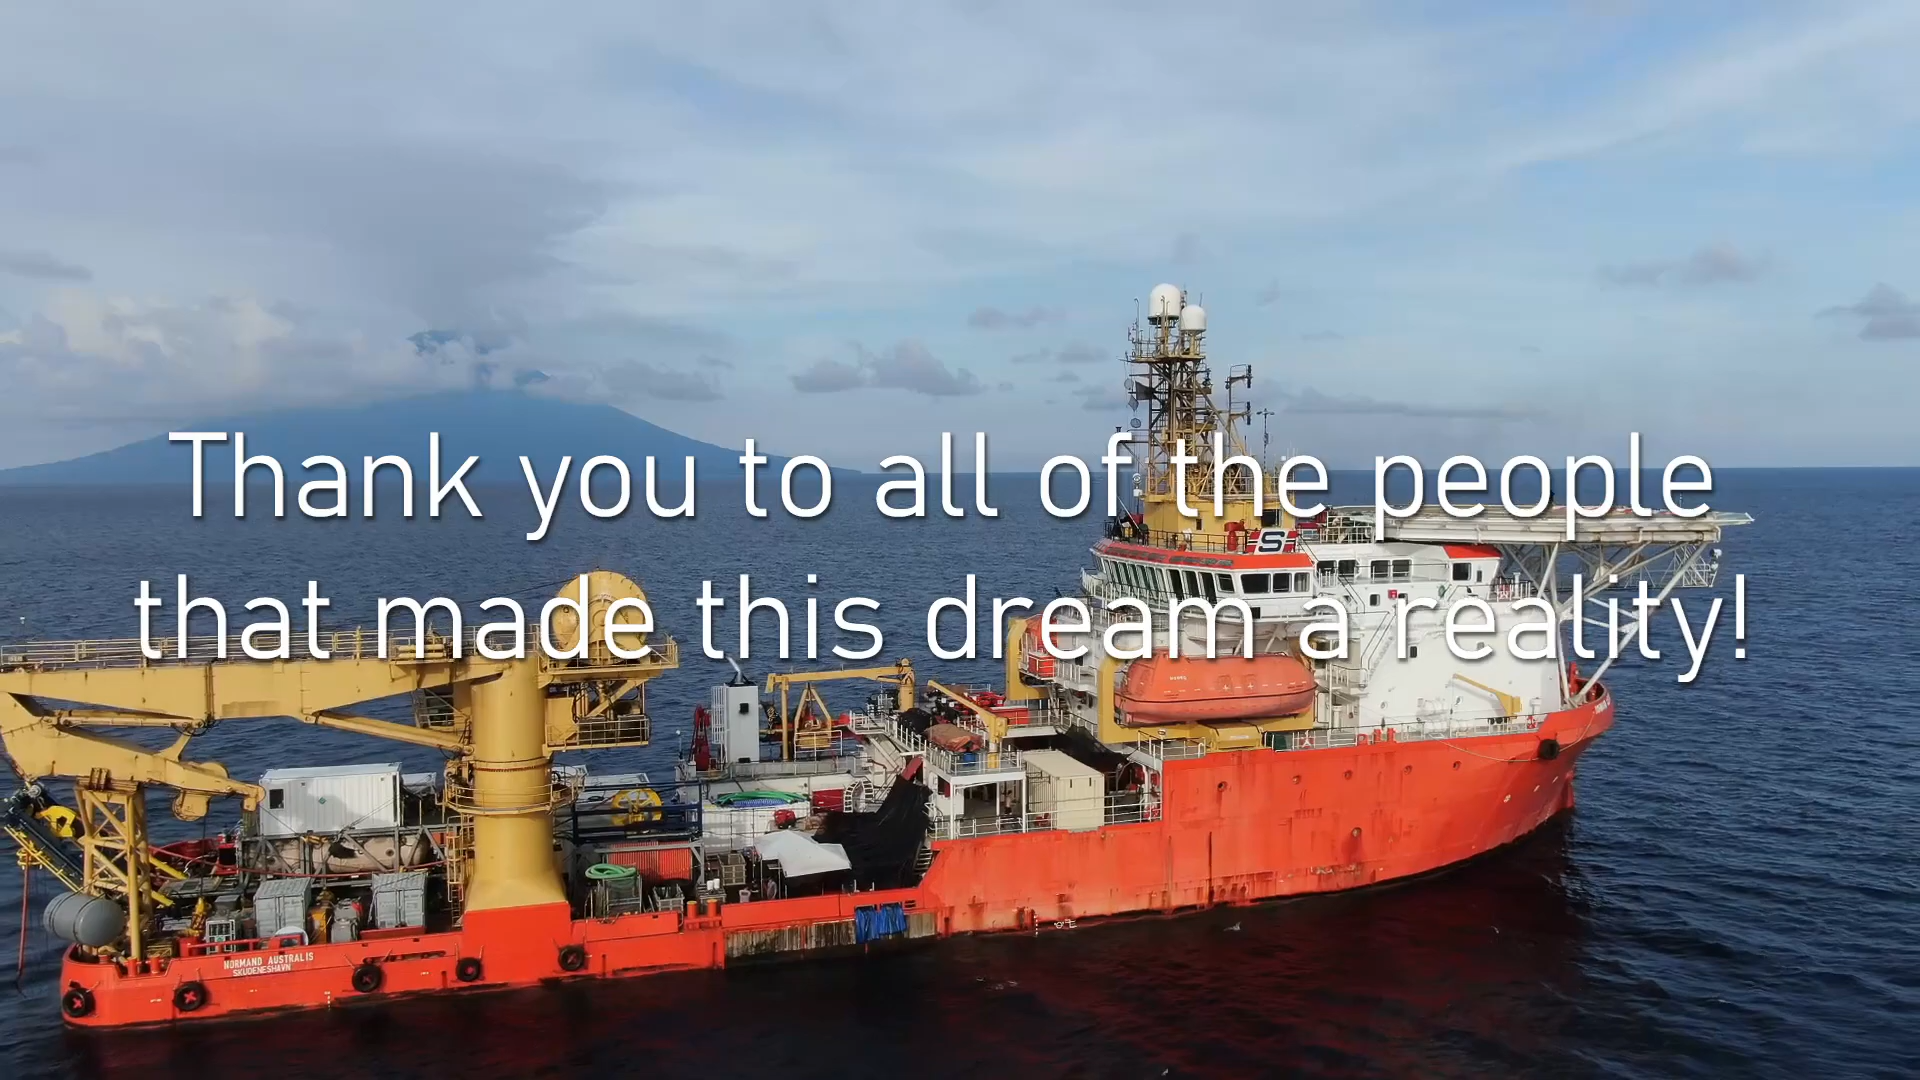 Thank you to all of the people
that made this dream a reality!
S
NORMAND AUSTRALIS
SKUDENESHAVN